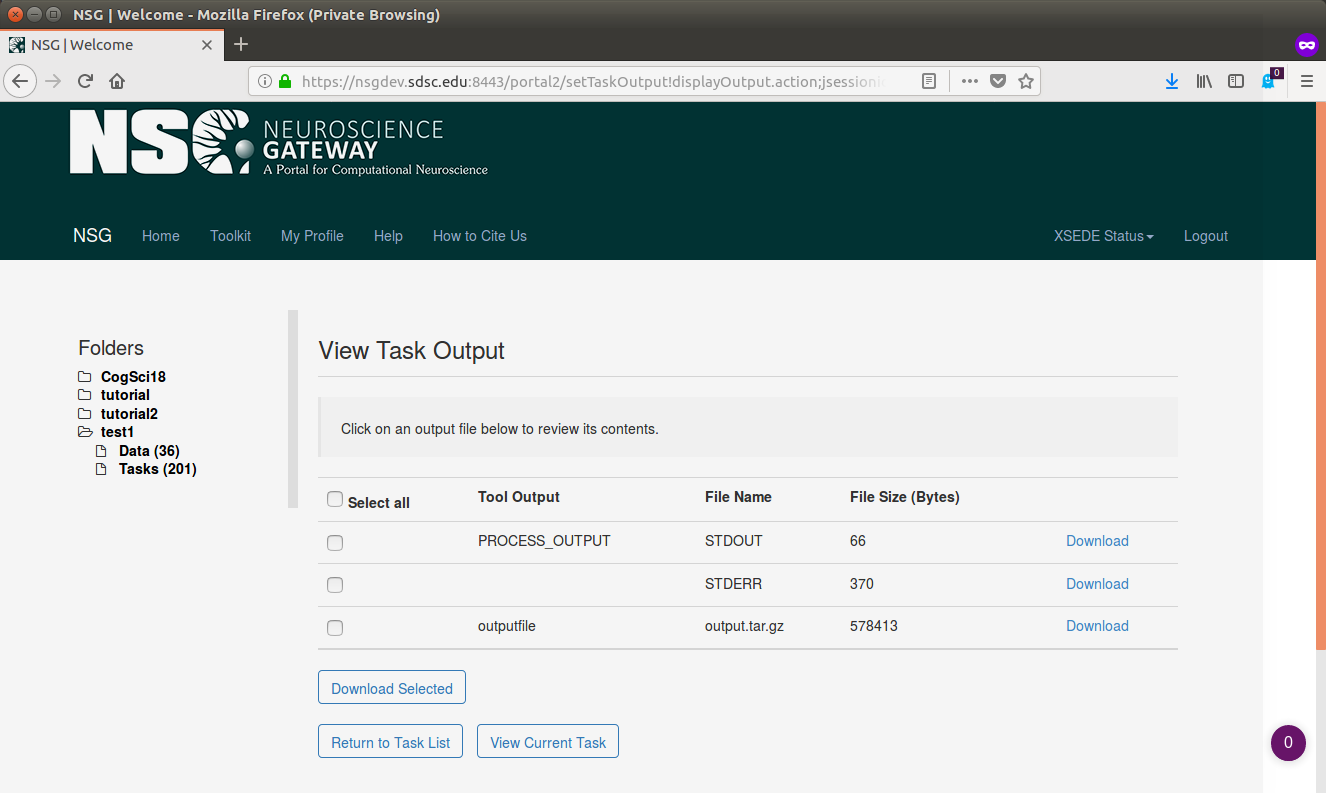 NSG | Welcome - Mozilla Firefox (Private Browsing)
NSG | Welcome
https://nsgdev.sdsc.edu:8443/portal2/setTaskOutput!displayOutput.action;jsessioni
0
NSG NEUROSCIENCE
GATEWAY
A Portal for Computational Neuroscience
NSG Home Toolkit My Profile Help How to Cite Us XSEDE Status Logout
Folders
CogSci18
tutorial
tutorial2
test1
Data (36)
Tasks (201)
View Task Output
Click on an output file below to review its contents.
Select all Tool Output File Name File Size (Bytes)
PROCESS_OUTPUT STDOUT 66 Download
STDERR 370 Download
outputfile output.tar.gz 578413 Download
Download Selected
Return to Task List View Current Task
0